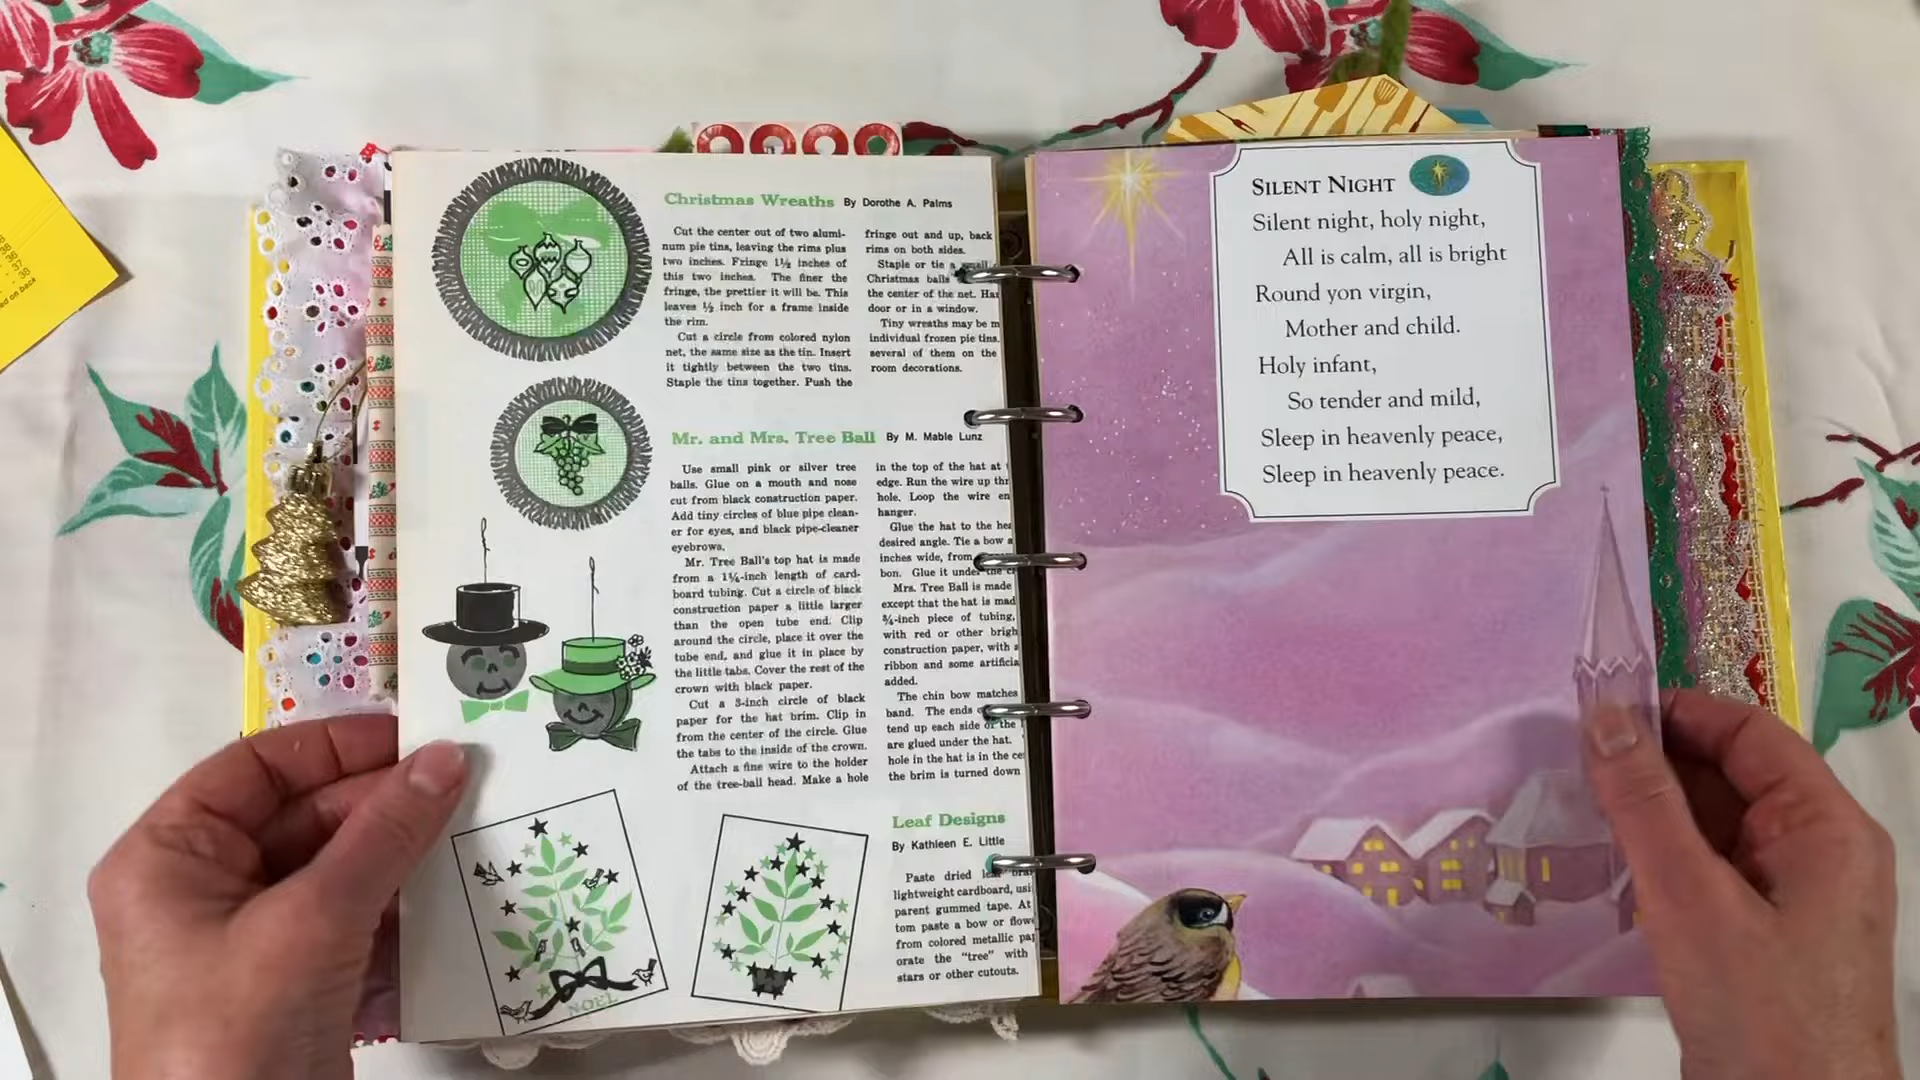 Christmas Wreaths By Dorothe A. Palms
Cut the center out of two alumi-
num pie tins, leaving the rims plus
two inches. Fringe 1½ inches of
this two inches. The finer the
fringe, the prettier it will be. This
leaves ½ inch for a frame inside
the rim.
Cut a circle from colored nylon
net, the same size as the tin. Insert
it tightly between the two tins.
Staple the tins together. Push the
fringe out and up, back
rims on both sides.
Staple or tie a small
Christmas balls
the center of the net.
door or in a window.
Tiny wreaths may be
individual frozen pie tins.
several of them on the
room decorations.
Mr. and Mrs. Tree Ball By M. Mable Lunz
Use small pink or silver tree
balls. Glue on a mouth and nose
cut from black construction paper.
Add tiny circles of blue pipe clean-
er for eyes, and black pipe-cleaner
eyebrows.
Mr. Tree Ball's top hat is made
from a 1¼-inch length of card-
board tubing. Cut a circle of black
construction paper a little larger
than the open tube end. Clip
around the circle, place it over the
tube end, and glue it in place by
the little tabs. Cover the rest of the
crown with black paper.
Cut a 3-inch circle of black
paper for the hat brim. Clip in
from the center of the circle. Glue
the tabs to the inside of the crown.
Attach a fine wire to the holder
of the tree-ball head. Make a hole
in the top of the hat at
edge. Run the wire up
hole. Loop the wire
hanger.
Glue the hat to the
desired angle. Tie a bow
inches wide, from
bon. Glue it under the
Mrs. Tree Ball is made
except that the hat is
¾-inch piece of tubing,
with red or other
construction paper, with
ribbon and some
added.
The chin bow matches
band. The ends
tend up each side of the
are glued under the hat.
hole in the hat is in the
the brim is turned down
Leaf Designs
By Kathleen E. Little
Paste dried
lightweight cardboard,
parent gummed tape. At
tom paste a bow or
from colored metallic
orate the "tree" with
stars or other cutouts.
NOEL
SILENT NIGHT
Silent night, holy night,
All is calm, all is bright
Round yon virgin,
Mother and child.
Holy infant,
So tender and mild,
Sleep in heavenly peace,
Sleep in heavenly peace.